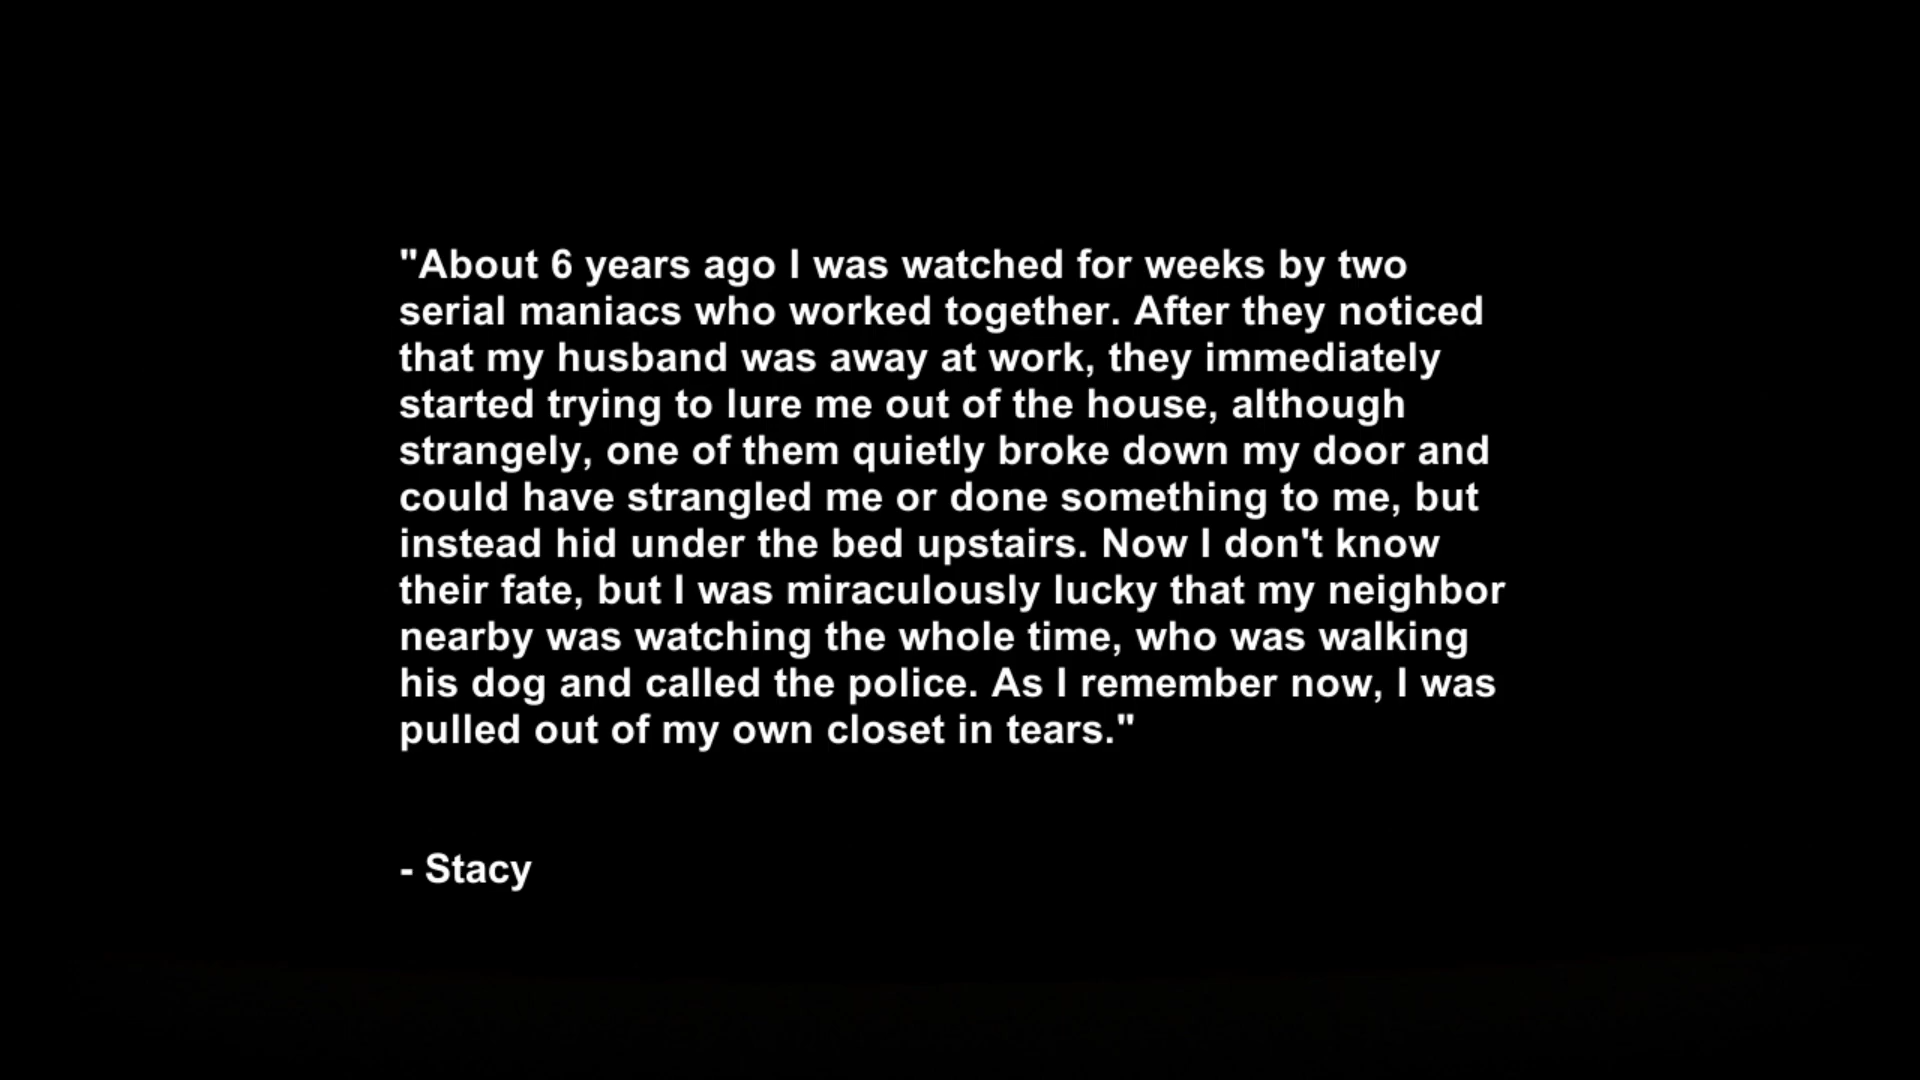 "About 6 years ago I was watched for weeks by two
serial maniacs who worked together. After they noticed
that my husband was away at work, they immediately
started trying to lure me out of the house, although
strangely, one of them quietly broke down my door and
could have strangled me or done something to me, but
instead hid under the bed upstairs. Now I don't know
their fate, but I was miraculously lucky that my neighbor
nearby was watching the whole time, who was walking
his dog and called the police. As I remember now, I was
pulled out of my own closet in tears."
- Stacy